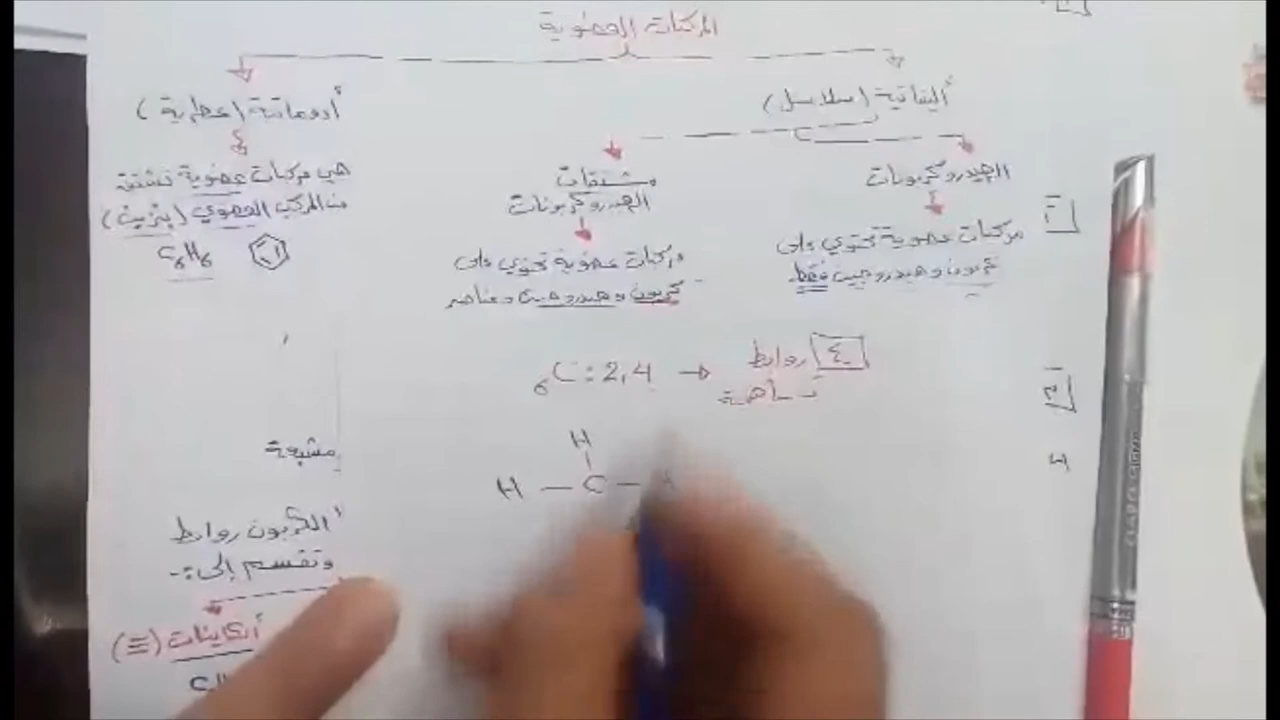 المركبات العضوية
أليفاتية (سلاسل)
أروماتية (عطرية)
الهيدروكربونات
مركبات عضوية تحتوي على
كربون وهيدروجين فقط
مشتقات
الهيدروكربونات
مركبات عضوية تحتوي على
كربون وهيدروجين وعناصر
هي مركبات عضوية تشتق
من المركب العضوي (بنزين)
C6H6
6C : 2,4 → 4 روابط
تساهمية
H
H — C —
مشبعة
الكربون روابط
وتقسم إلى :-
ألكاينات (≡)